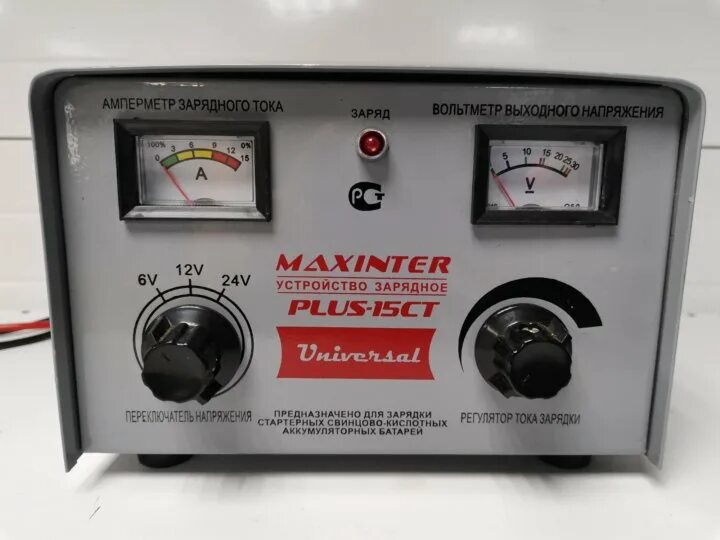 АМПЕРМЕТР ЗАРЯДНОГО ТОКА
ЗАРЯД
ВОЛЬТМЕТР ВЫХОДНОГО НАПРЯЖЕНИЯ
100% 0%
0 3 6 9 12 15
A
5 10 15 20 25 30
V
РСТ
MAXINTER
УСТРОЙСТВО ЗАРЯДНОЕ
PLUS-15CT
Universal
6V 12V 24V
ПЕРЕКЛЮЧАТЕЛЬ НАПРЯЖЕНИЯ
ПРЕДНАЗНАЧЕНО ДЛЯ ЗАРЯДКИ
СТАРТЕРНЫХ СВИНЦОВО-КИСЛОТНЫХ
АККУМУЛЯТОРНЫХ БАТАРЕЙ
РЕГУЛЯТОР ТОКА ЗАРЯДКИ